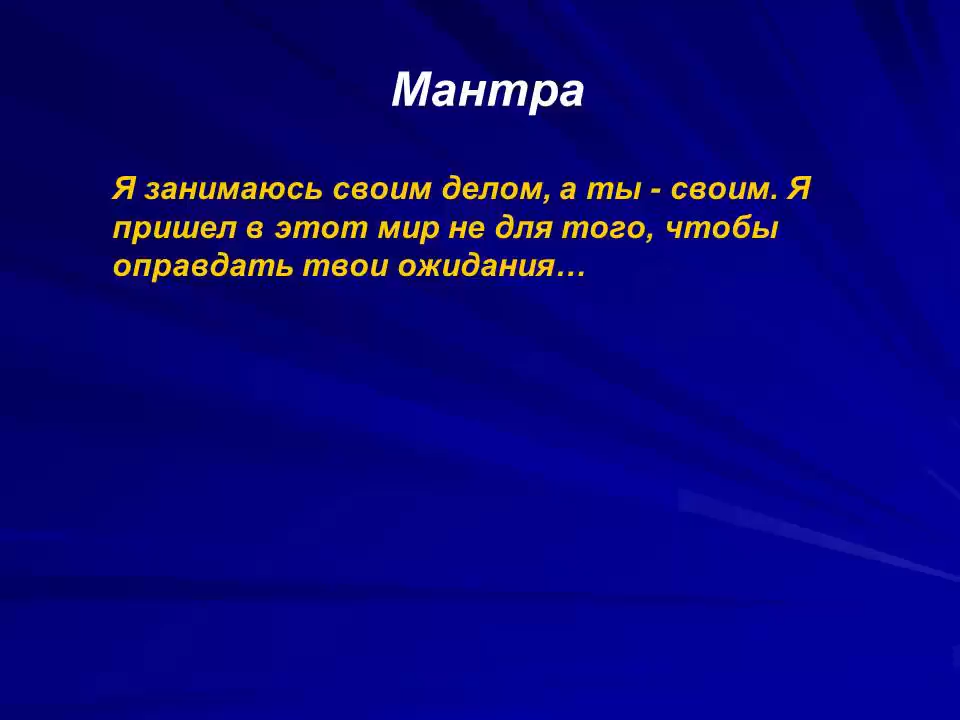 Мантра
Я занимаюсь своим делом, а ты - своим. Я
пришел в этот мир не для того, чтобы
оправдать твои ожидания…